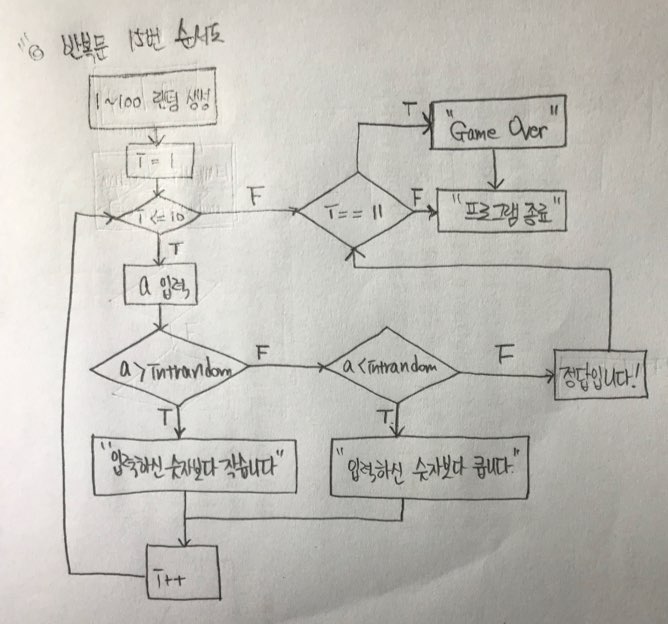 반복문 15번 순서도
1~100 랜덤 생성
i = 1
i <= 10
F
T
a 입력
a > intrandom
F
T
"입력하신 숫자보다 작습니다"
a < intrandom
F
T
"입력하신 숫자보다 큽니다"
정답입니다!
i++
i == 11
T
F
"Game Over"
"프로그램 종료"